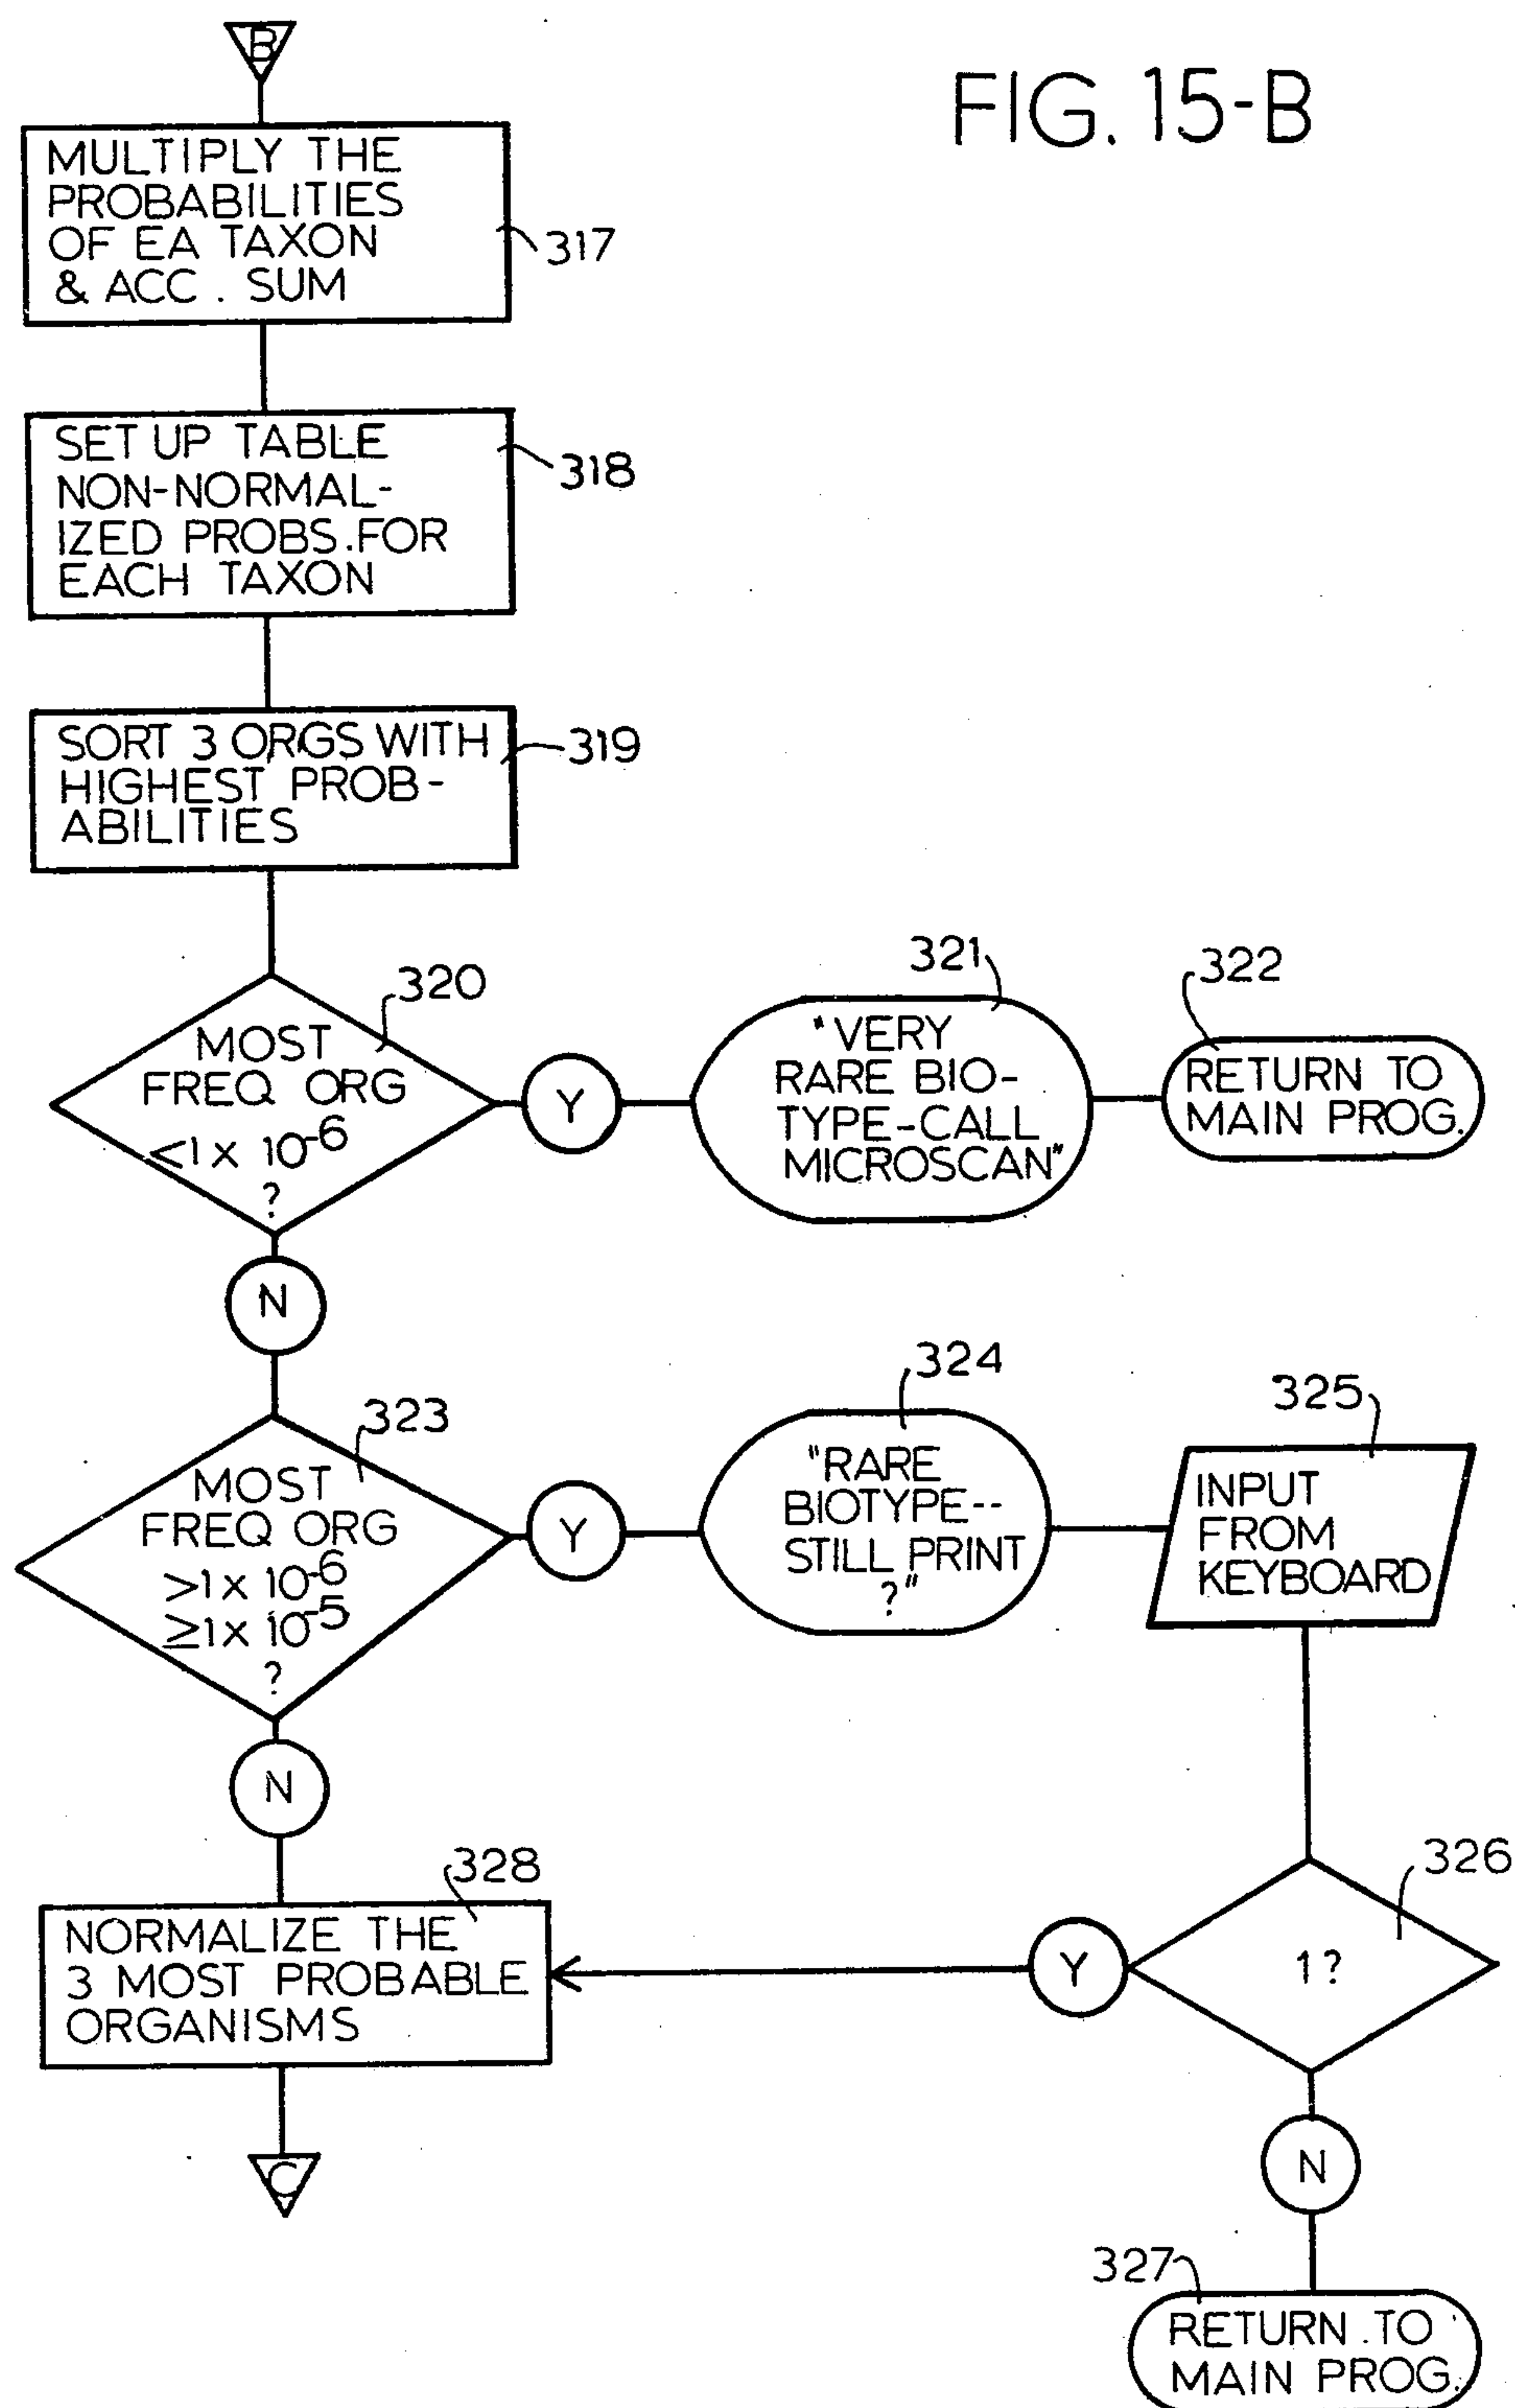 B
FIG. 15-B
MULTIPLY THE
PROBABILITIES
OF EA TAXON
& ACC. SUM
317
SET UP TABLE
NON-NORMAL-
IZED PROBS. FOR
EACH TAXON
318
SORT 3 ORGS WITH
HIGHEST PROB-
ABILITIES
319
320
MOST
FREQ ORG
≤1 x 10-6
?
Y
321
"VERY
RARE BIO-
TYPE-CALL
MICROSCAN"
322
RETURN TO
MAIN PROG.
N
323
MOST
FREQ ORG
>1 x 10-6
≥1 x 10-5
?
Y
324
"RARE
BIOTYPE--
STILL PRINT
?"
325
INPUT
FROM
KEYBOARD
N
328
NORMALIZE THE
3 MOST PROBABLE
ORGANISMS
326
1?
Y
C
N
327
RETURN TO
MAIN PROG.